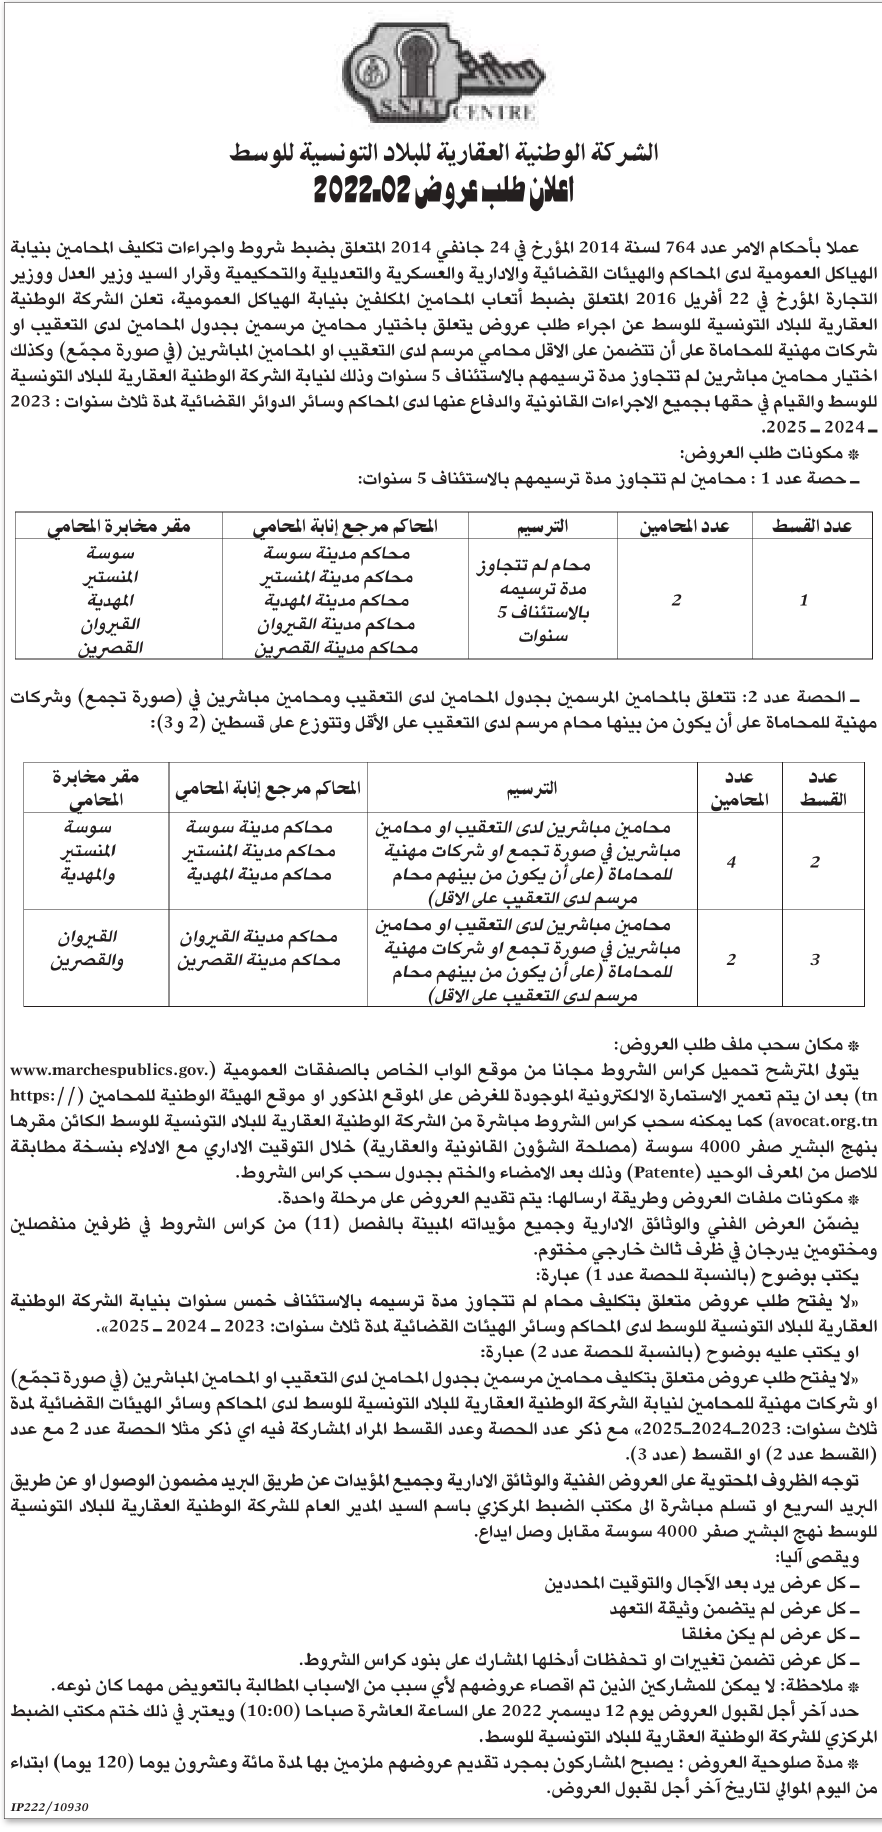 S.N.I.T
CENTRE
الشركة الوطنية العقارية للبلاد التونسية للوسط
اعلان طلب عروض 02ـ2022
عملا بأحكام الامر عدد 764 لسنة 2014 المؤرخ في 24 جانفي 2014 المتعلق بضبط شروط واجراءات تكليف المحامين بنيابة
الهياكل العمومية لدى المحاكم والهيئات القضائية والادارية والعسكرية والتعديلية والتحكيمية وقرار السيد وزير العدل ووزير
التجارة المؤرخ في 22 أفريل 2016 المتعلق بضبط أتعاب المحامين المكلفين بنيابة الهياكل العمومية، تعلن الشركة الوطنية
العقارية للبلاد التونسية للوسط عن اجراء طلب عروض يتعلق باختيار محامين مرسمين بجدول المحامين لدى التعقيب او
شركات مهنية للمحاماة على أن تتضمن على الاقل محامي مرسم لدى التعقيب او المحامين المباشرين (في صورة مجمّع) وكذلك
اختيار محامين مباشرين لم تتجاوز مدة ترسيمهم بالاستئناف 5 سنوات وذلك لنيابة الشركة الوطنية العقارية للبلاد التونسية
للوسط والقيام في حقها بجميع الاجراءات القانونية والدفاع عنها لدى المحاكم وسائر الدوائر القضائية لمدة ثلاث سنوات : 2023
ـ 2024 ـ 2025.
* مكونات طلب العروض:
ـ حصة عدد 1 : محامين لم تتجاوز مدة ترسيمهم بالاستئناف 5 سنوات:
عدد القسط عدد المحامين الترسيم المحاكم مرجع إنابة المحامي مقر مخابرة المحامي
محاكم مدينة سوسة سوسة
محام لم تتجاوز محاكم مدينة المنستير المنستير
مدة ترسيمه
1 2 محاكم مدينة المهدية المهدية
بالاستئناف 5 محاكم مدينة القيروان القيروان
سنوات محاكم مدينة القصرين القصرين
ـ الحصة عدد 2: تتعلق بالمحامين المرسمين بجدول المحامين لدى التعقيب ومحامين مباشرين في (صورة تجمع) وشركات
مهنية للمحاماة على أن يكون من بينها محام مرسم لدى التعقيب على الأقل وتتوزع على قسطين (2 و3):
عدد القسط عدد المحامين الترسيم المحاكم مرجع إنابة المحامي مقر مخابرة المحامي
محامين مباشرين لدى التعقيب او محامين محاكم مدينة سوسة سوسة
مباشرين في صورة تجمع او شركات مهنية محاكم مدينة المنستير المنستير
2 4 للمحاماة (على أن يكون من بينهم محام محاكم مدينة المهدية والمهدية
مرسم لدى التعقيب على الاقل)
محامين مباشرين لدى التعقيب او محامين محاكم مدينة القيروان القيروان
3 2 مباشرين في صورة تجمع او شركات مهنية محاكم مدينة القصرين والقصرين
للمحاماة (على أن يكون من بينهم محام
مرسم لدى التعقيب على الاقل)
* مكان سحب ملف طلب العروض:
يتولى المترشح تحميل كراس الشروط مجانا من موقع الواب الخاص بالصفقات العمومية (www.marchespublics.gov.
tn) بعد ان يتم تعمير الاستمارة الالكترونية الموجودة للغرض على الموقع المذكور او موقع الهيئة الوطنية للمحامين (https://
avocat.org.tn) كما يمكنه سحب كراس الشروط مباشرة من الشركة الوطنية العقارية للبلاد التونسية للوسط الكائن مقرها
بنهج البشير صفر 4000 سوسة (مصلحة الشؤون القانونية والعقارية) خلال التوقيت الاداري مع الادلاء بنسخة مطابقة
للاصل من المعرف الوحيد (Patente) وذلك بعد الامضاء والختم بجدول سحب كراس الشروط.
* مكونات ملفات العروض وطريقة ارسالها: يتم تقديم العروض على مرحلة واحدة.
يضمّن العرض الفني والوثائق الادارية وجميع مؤيداته المبينة بالفصل (11) من كراس الشروط في ظرفين منفصلين
ومختومين يدرجان في ظرف ثالث خارجي مختوم.
يكتب بوضوح (بالنسبة للحصة عدد 1) عبارة:
«لا يفتح طلب عروض متعلق بتكليف محام لم تتجاوز مدة ترسيمه بالاستئناف خمس سنوات بنيابة الشركة الوطنية
العقارية للبلاد التونسية للوسط لدى المحاكم وسائر الهيئات القضائية لمدة ثلاث سنوات: 2023 ـ 2024 ـ 2025».
او يكتب عليه بوضوح (بالنسبة للحصة عدد 2) عبارة:
«لا يفتح طلب عروض متعلق بتكليف محامين مرسمين بجدول المحامين لدى التعقيب او المحامين المباشرين (في صورة تجمّع)
او شركات مهنية للمحامين لنيابة الشركة الوطنية العقارية للبلاد التونسية للوسط لدى المحاكم وسائر الهيئات القضائية لمدة
ثلاث سنوات: 2023ـ2024ـ2025» مع ذكر عدد الحصة وعدد القسط المراد المشاركة فيه اي ذكر مثلا الحصة عدد 2 مع عدد
(القسط عدد 2) او القسط (عدد 3).
توجه الظروف المحتوية على العروض الفنية والوثائق الادارية وجميع المؤيدات عن طريق البريد مضمون الوصول او عن طريق
البريد السريع او تسلم مباشرة الى مكتب الضبط المركزي باسم السيد المدير العام للشركة الوطنية العقارية للبلاد التونسية
للوسط نهج البشير صفر 4000 سوسة مقابل وصل ايداع.
ويقصى آليا:
ـ كل عرض يرد بعد الآجال والتوقيت المحددين
ـ كل عرض لم يتضمن وثيقة التعهد
ـ كل عرض لم يكن مغلقا
ـ كل عرض تضمن تغييرات او تحفظات أدخلها المشارك على بنود كراس الشروط.
* ملاحظة: لا يمكن للمشاركين الذين تم اقصاء عروضهم لأي سبب من الاسباب المطالبة بالتعويض مهما كان نوعه.
حدد آخر أجل لقبول العروض يوم 12 ديسمبر 2022 على الساعة العاشرة صباحا (10:00) ويعتبر في ذلك ختم مكتب الضبط
المركزي للشركة الوطنية العقارية للبلاد التونسية للوسط.
* مدة صلوحية العروض : يصبح المشاركون بمجرد تقديم عروضهم ملزمين بها لمدة مائة وعشرون يوما (120 يوما) ابتداء
من اليوم الموالي لتاريخ آخر أجل لقبول العروض.
IP222/10930